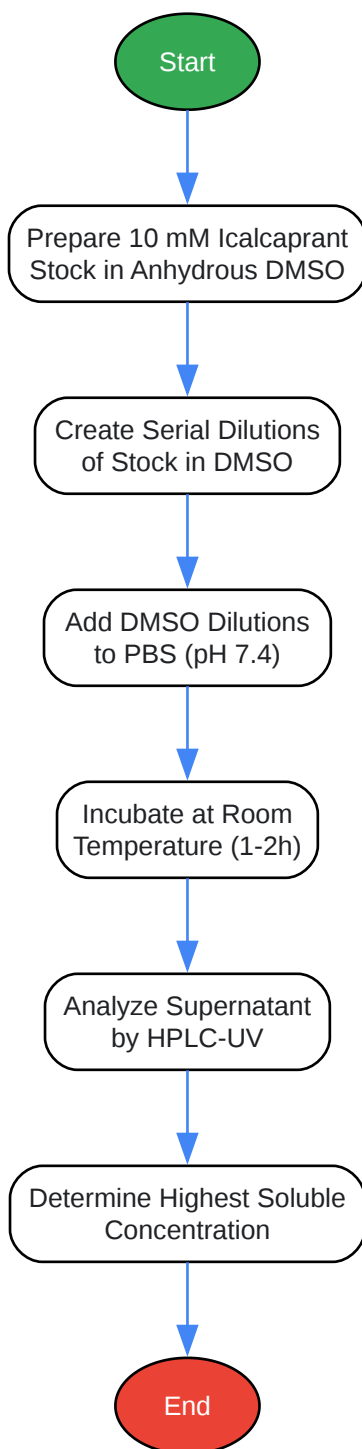 Start
Prepare 10 mM Icalcaprant
Stock in Anhydrous DMSO
Create Serial Dilutions
of Stock in DMSO
Add DMSO Dilutions
to PBS (pH 7.4)
Incubate at Room
Temperature (1-2h)
Analyze Supernatant
by HPLC-UV
Determine Highest Soluble
Concentration
End